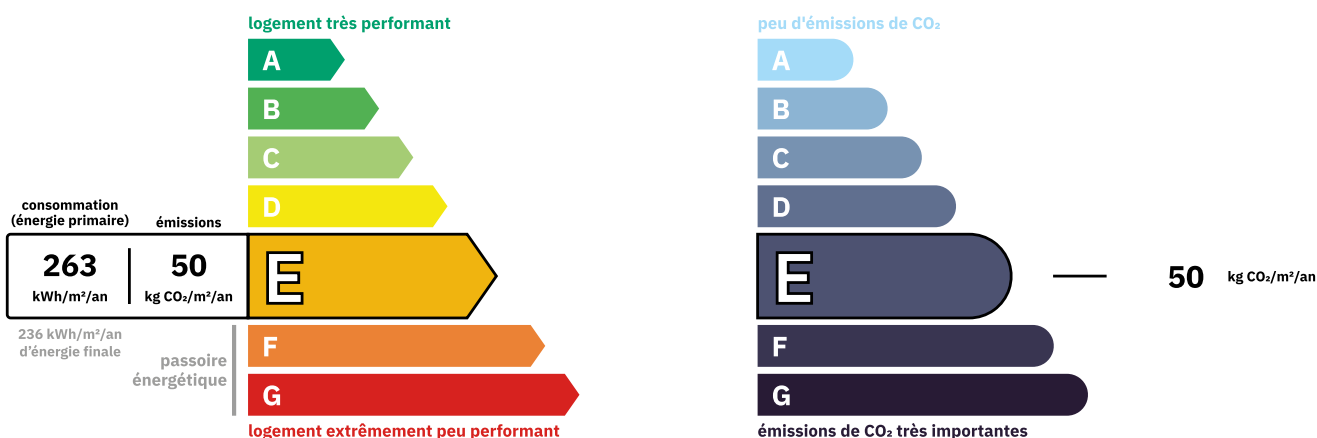 logement très performant
A
B
C
D
consommation
(énergie primaire)
émissions
263
kWh/m²/an
50
kg CO₂/m²/an
E
236 kWh/m²/an
d'énergie finale
passoire
énergétique
F
G
logement extrêmement peu performant
peu d'émissions de CO₂
A
B
C
D
E
50 kg CO₂/m²/an
F
G
émissions de CO₂ très importantes